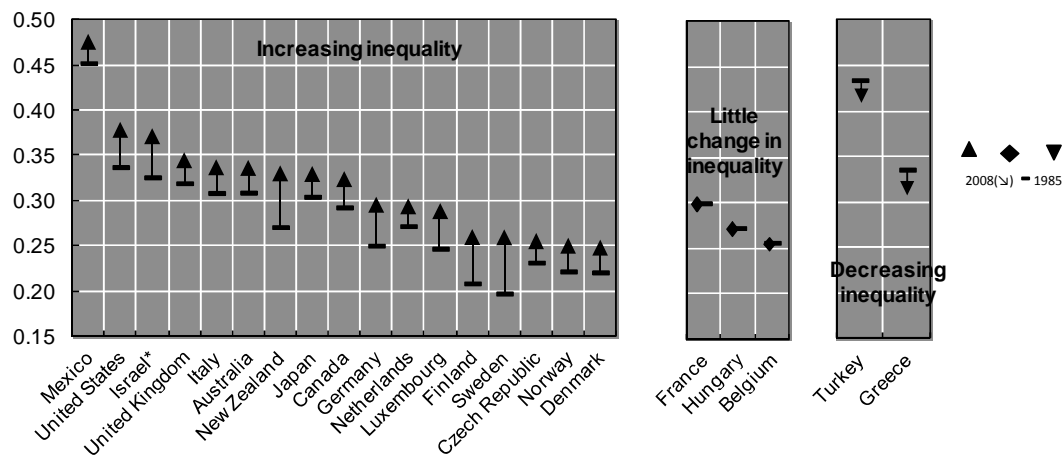 0.50
0.45
0.40
0.35
0.30
0.25
0.20
0.15
Increasing inequality
Mexico
United States
Israel*
United Kingdom
Italy
Australia
New Zealand
Japan
Canada
Germany
Netherlands
Luxembourg
Finland
Sweden
Czech Republic
Norway
Denmark
Little
change in
inequality
France
Hungary
Belgium
Decreasing
inequality
Turkey
Greece
2008(↘) 1985